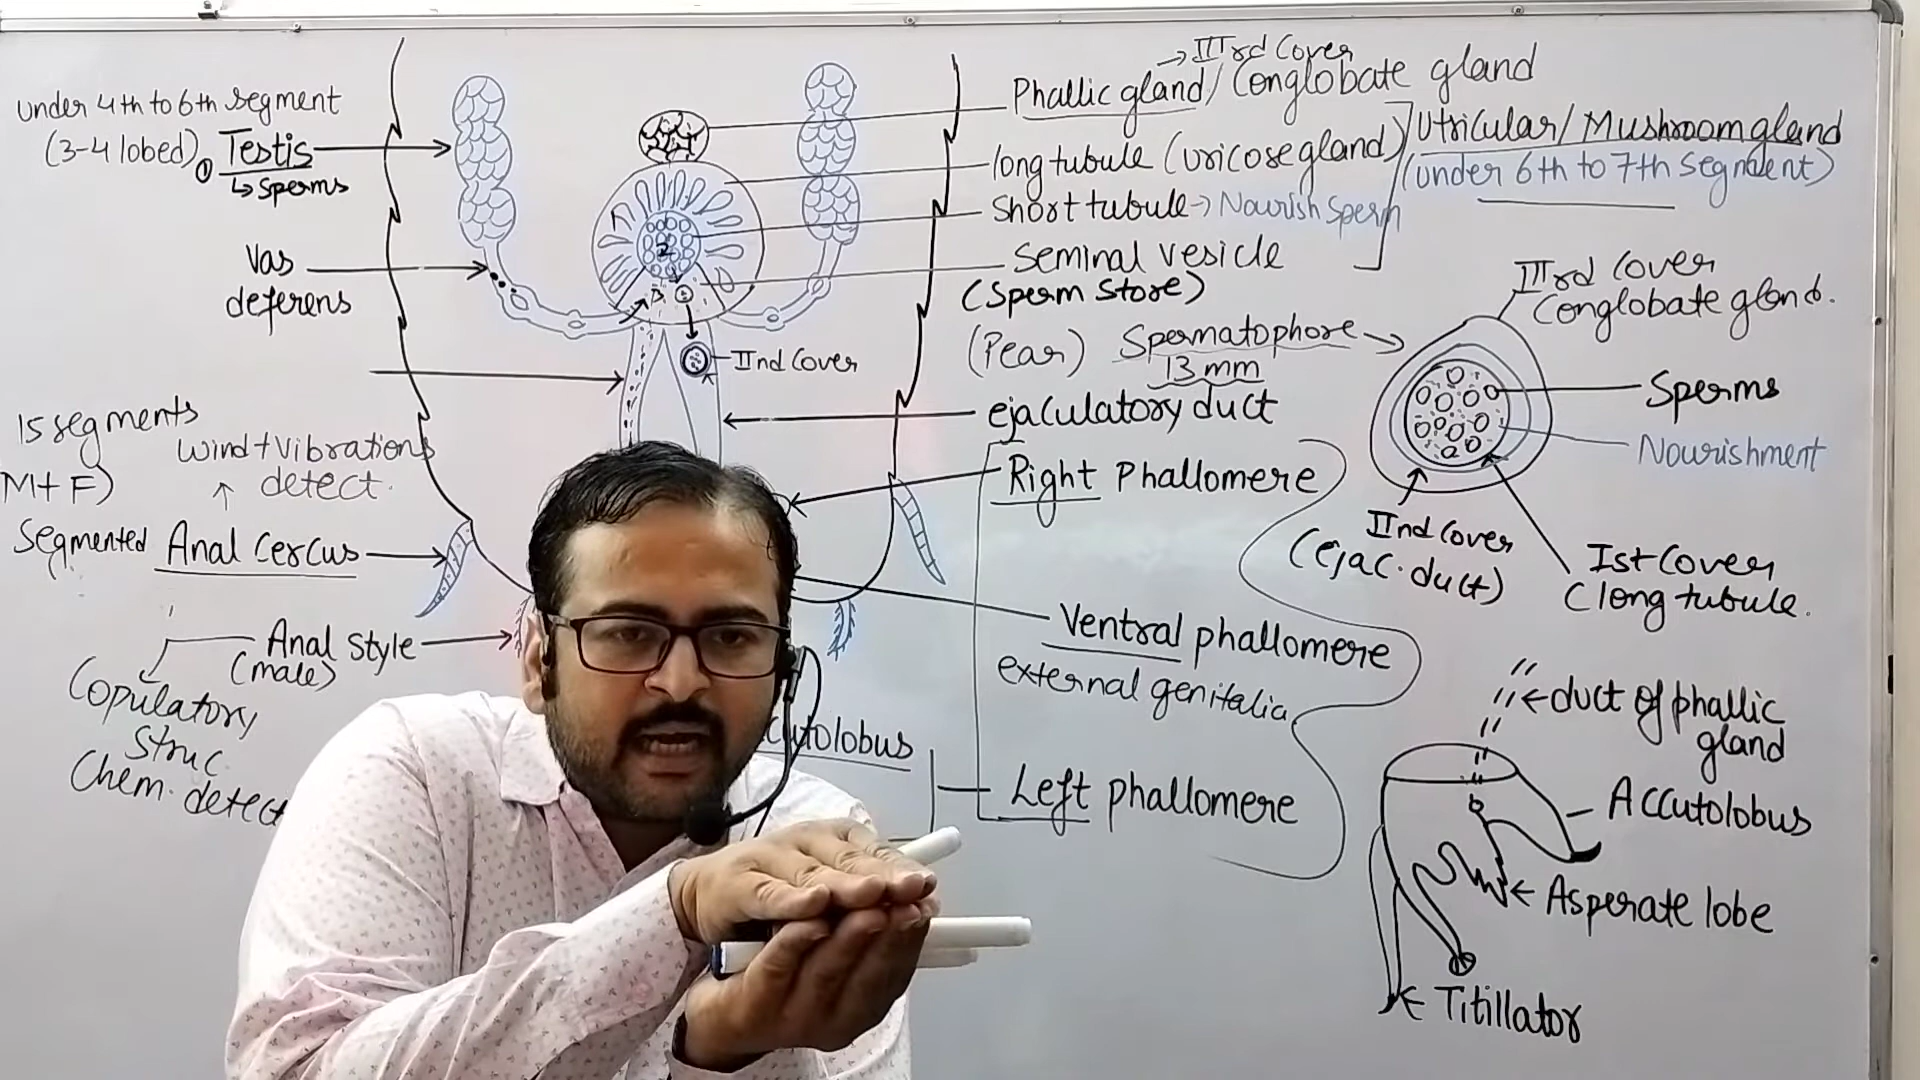 under 4th to 6th segment
(3-4 lobed) ① Testis
↳ Sperms
Vas
deferens
15 segments
M+F)
wind + vibrations
detect.
Segmented Anal Cercus
Anal Style
(male)
Copulatory
Struc.
Chem. detect
→ IIIrd Cover
Phallic gland / Conglobate gland
long tubule (uricose gland)
Short tubule → Nourish Sperm
Utricular / Mushroom gland
(under 6th to 7th segment)
Seminal vesicle
(Sperm Store)
(Pear) Spermatophore
13 mm
2
3
IInd Cover
ejaculatory duct
Right Phallomere
Ventral phallomere
external genitalia
Left phallomere
IIIrd Cover
Conglobate gland.
Sperms
Nourishment
IInd Cover
(ejac. duct)
Ist Cover
(long tubule.
duct of phallic
gland
Accutolobus
Asperate lobe
Titillator